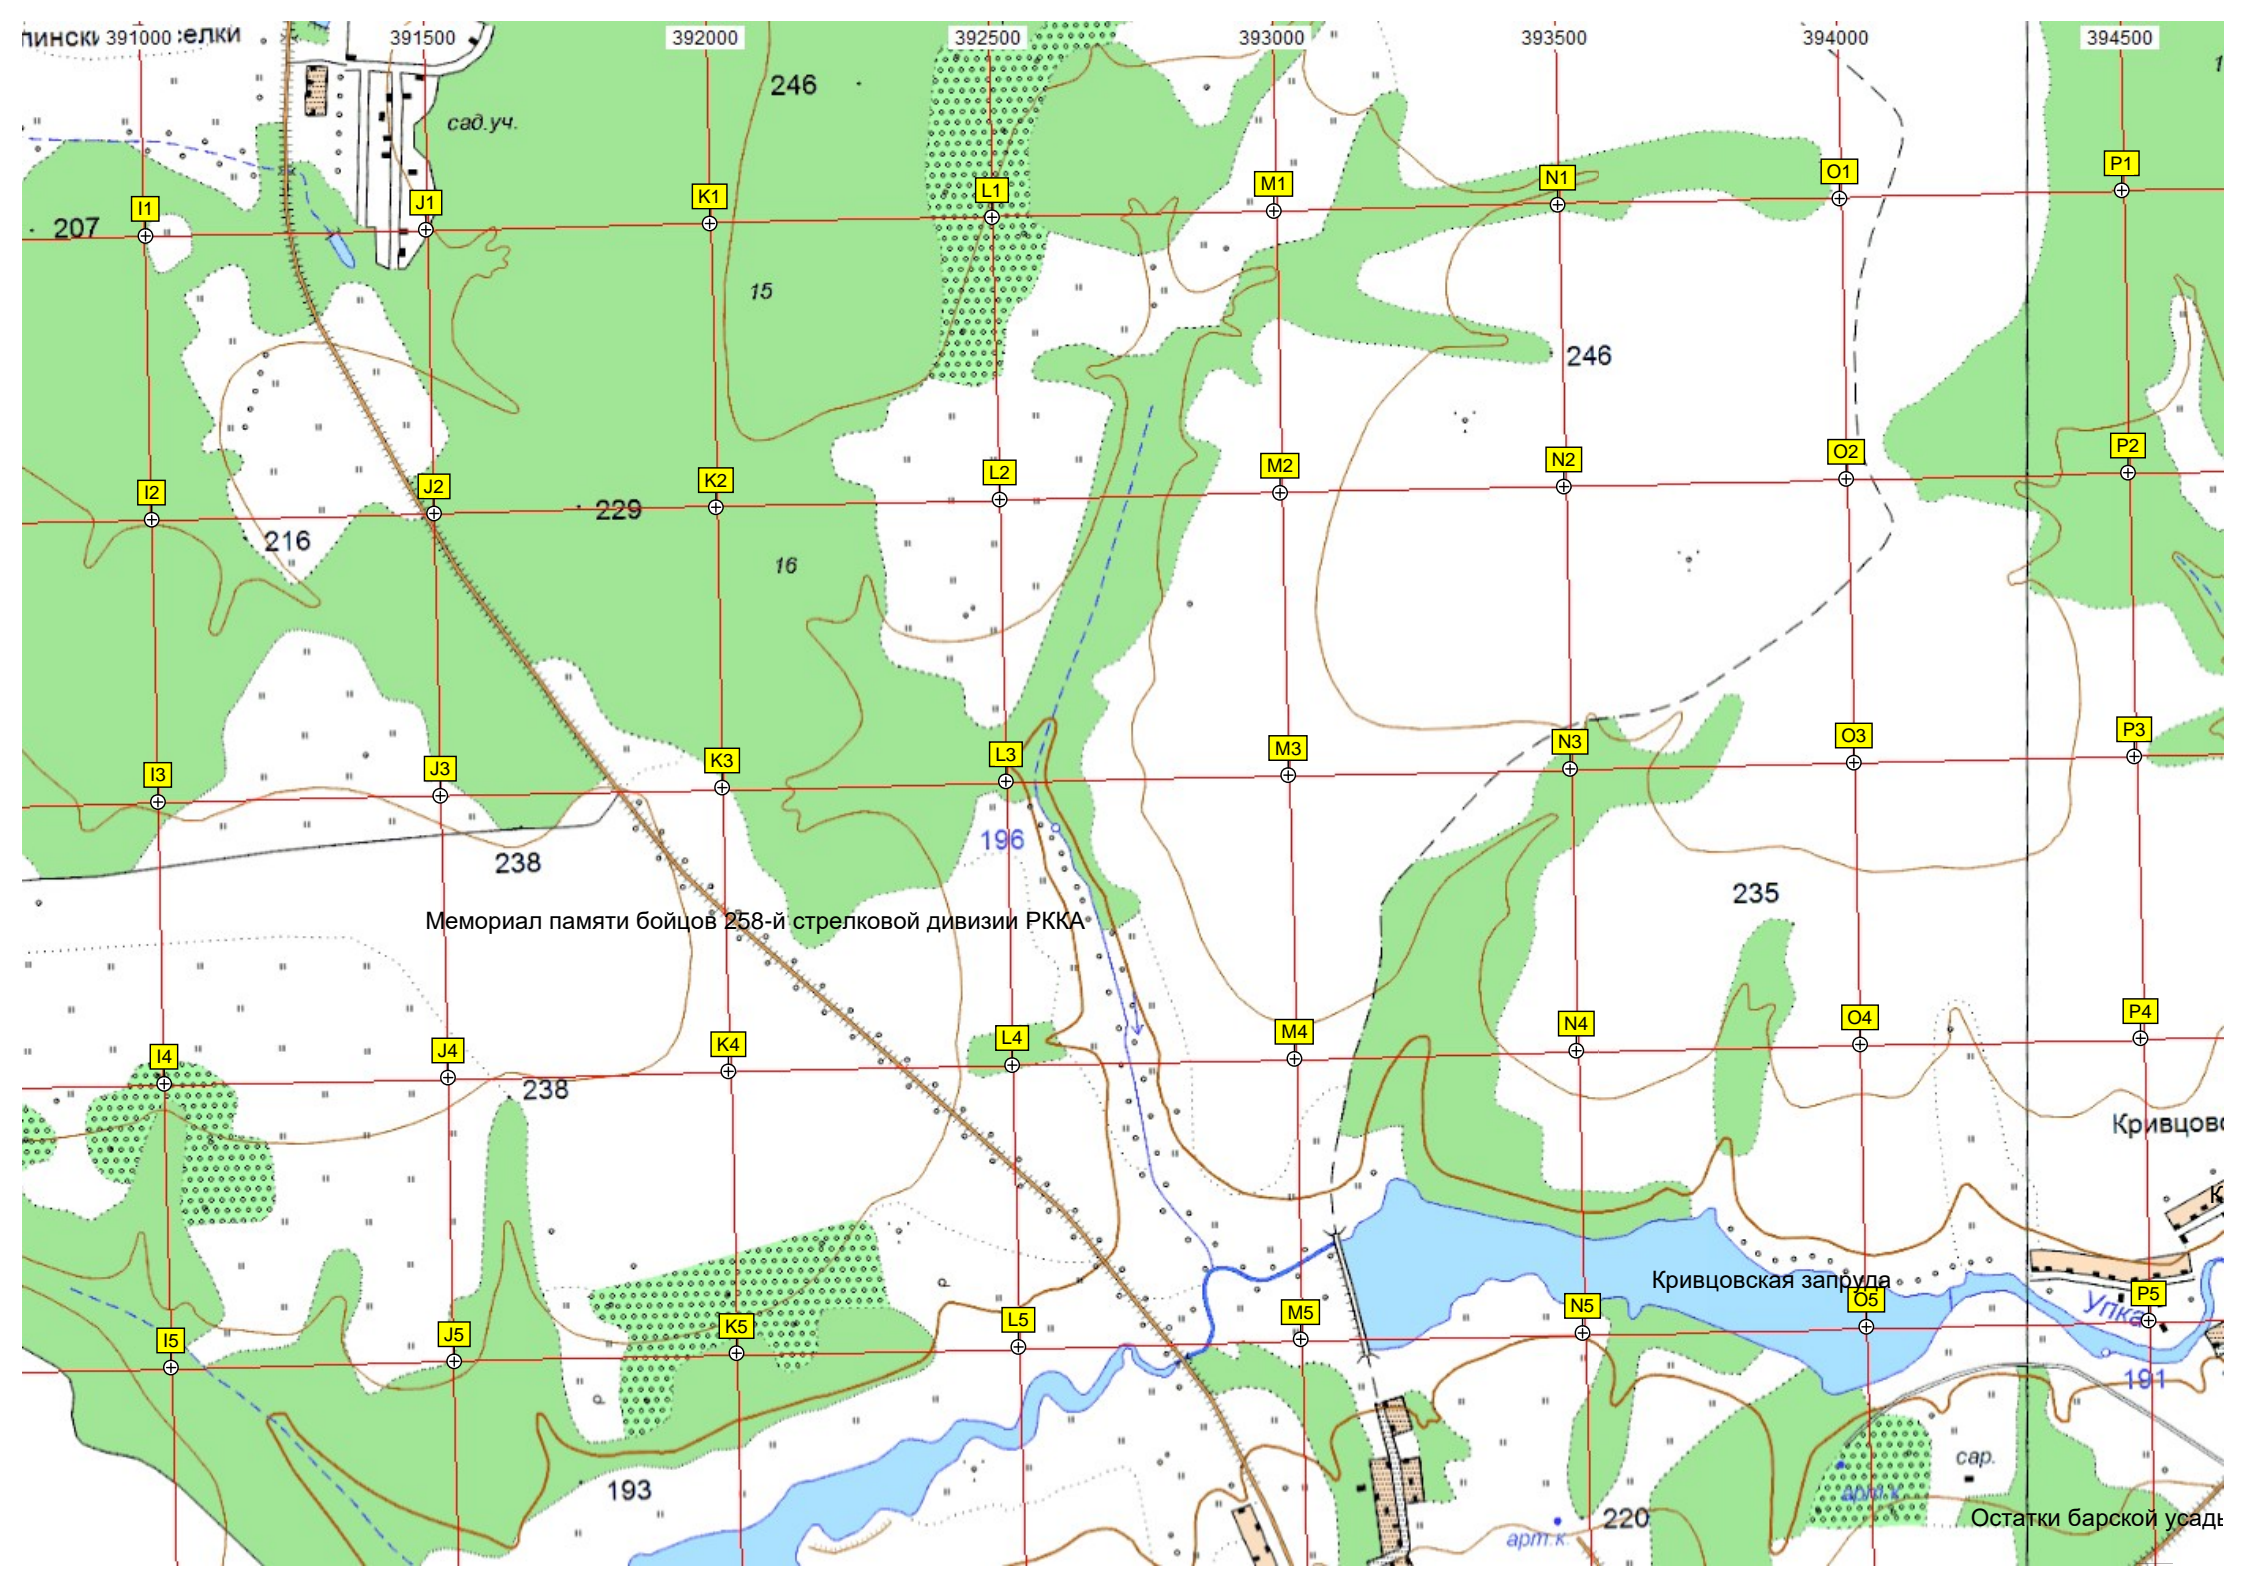 391000 елки 391500 392000 392500 393000 393500 394000 394500
246
сад.уч.
I1 J1 K1 L1 M1 N1 O1 P1
207
15
246
I2 J2 K2 L2 M2 N2 O2 P2
229
216
16
I3 J3 K3 L3 M3 N3 O3 P3
196
238
235
Мемориал памяти бойцов 258-й стрелковой дивизии РККА
I4 J4 K4 L4 M4 N4 O4 P4
238
Кривцово
Кривцовская запруда
I5 J5 K5 L5 M5 N5 O5 P5
Упка
191
сар.
193
арт.к.
220
арт.к.
Остатки барской усадь